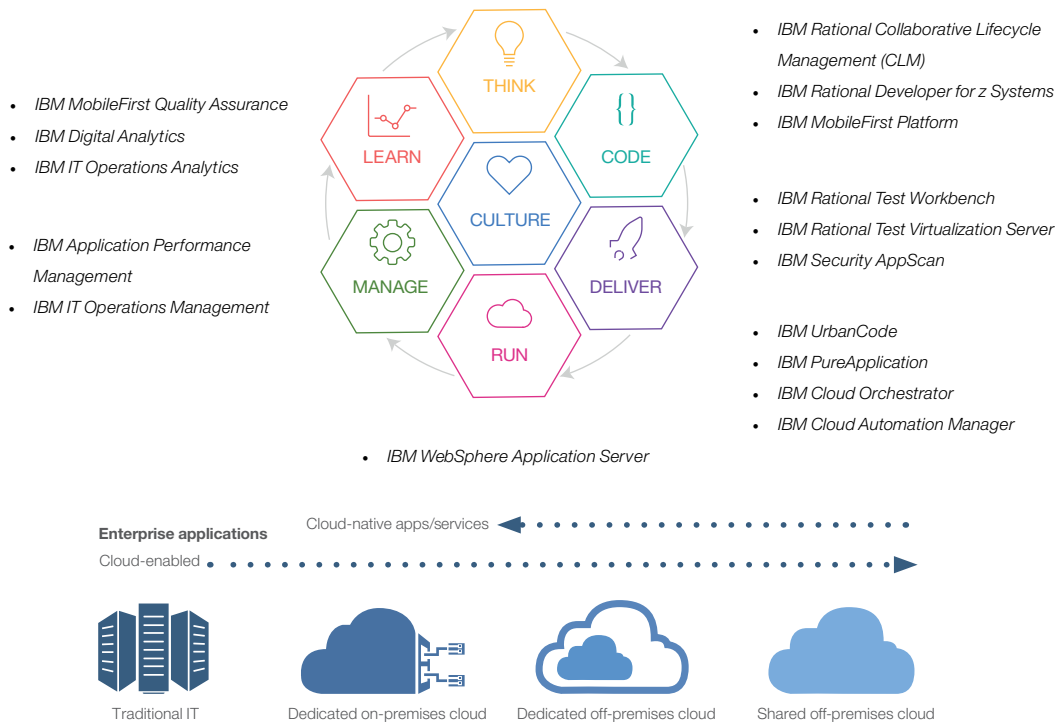 THINK
LEARN
{}
CODE
CULTURE
MANAGE
DELIVER
RUN
• IBM MobileFirst Quality Assurance
• IBM Digital Analytics
• IBM IT Operations Analytics
• IBM Application Performance
Management
• IBM IT Operations Management
• IBM Rational Collaborative Lifecycle
Management (CLM)
• IBM Rational Developer for z Systems
• IBM MobileFirst Platform
• IBM Rational Test Workbench
• IBM Rational Test Virtualization Server
• IBM Security AppScan
• IBM UrbanCode
• IBM PureApplication
• IBM Cloud Orchestrator
• IBM Cloud Automation Manager
• IBM WebSphere Application Server
Cloud-native apps/services
Enterprise applications
Cloud-enabled
Traditional IT
Dedicated on-premises cloud
Dedicated off-premises cloud
Shared off-premises cloud